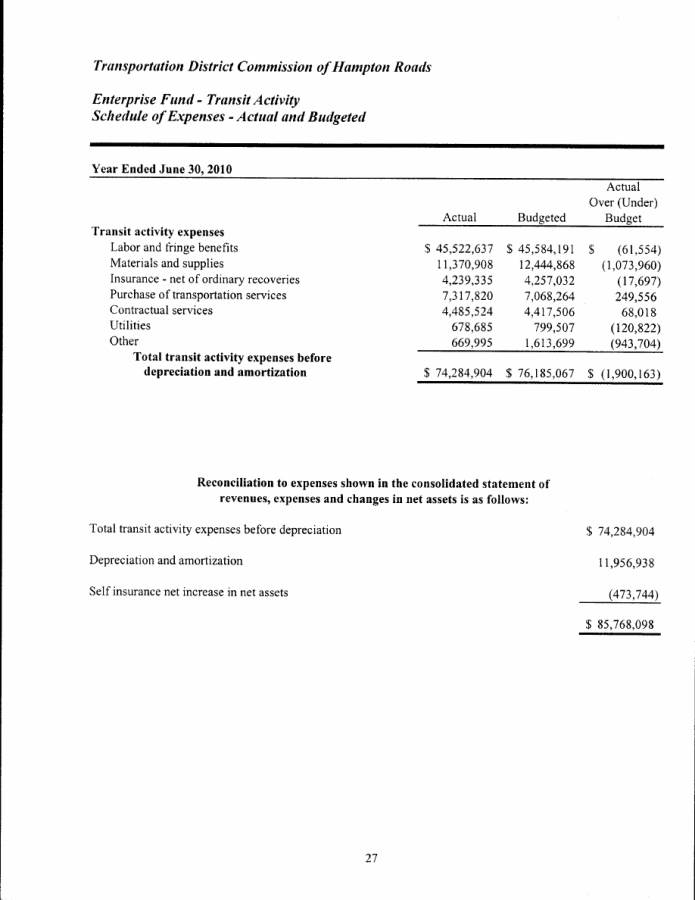 Transportation District Commission of Hampton Roads
Enterprise Fund - Transit Activity
Schedule of Expenses - Actual and Budgeted
Year Ended June 30, 2010
Actual
Over (Under)
Actual Budgeted Budget
Transit activity expenses
Labor and fringe benefits $ 45,522,637 $ 45,584,191 $ (61,554)
Materials and supplies 11,370,908 12,444,868 (1,073,960)
Insurance - net of ordinary recoveries 4,239,335 4,257,032 (17,697)
Purchase of transportation services 7,317,820 7,068,264 249,556
Contractual services 4,485,524 4,417,506 68,018
Utilities 678,685 799,507 (120,822)
Other 669,995 1,613,699 (943,704)
Total transit activity expenses before
depreciation and amortization $ 74,284,904 $ 76,185,067 $ (1,900,163)
Reconciliation to expenses shown in the consolidated statement of
revenues, expenses and changes in net assets is as follows:
Total transit activity expenses before depreciation $ 74,284,904
Depreciation and amortization 11,956,938
Self insurance net increase in net assets (473,744)
$ 85,768,098
27